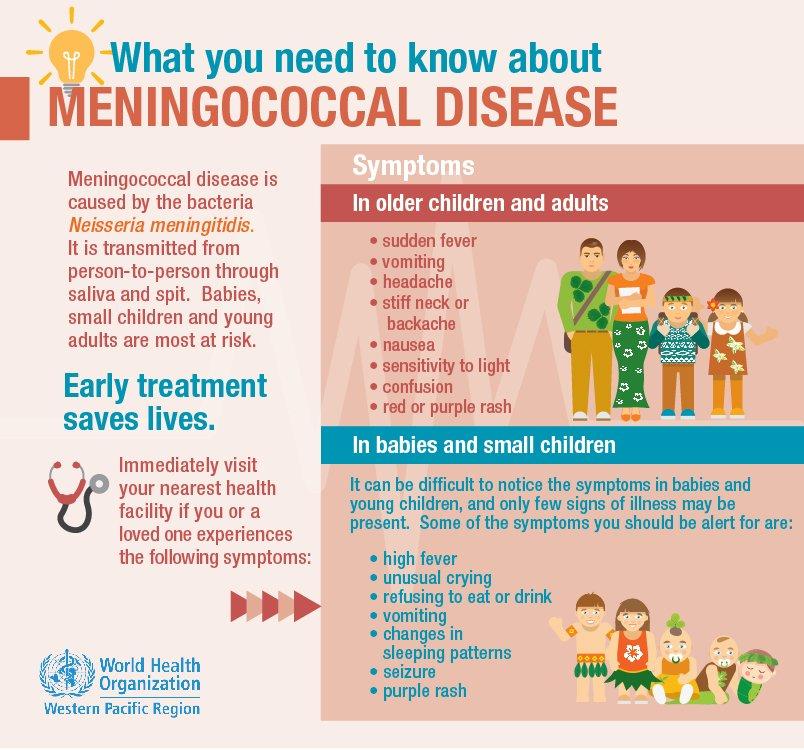 What you need to know about
MENINGOCOCCAL DISEASE
Meningococcal disease is
caused by the bacteria
Neisseria meningitidis.
It is transmitted from
person-to-person through
saliva and spit. Babies,
small children and young
adults are most at risk.
Early treatment
saves lives.
Immediately visit
your nearest health
facility if you or a
loved one experiences
the following symptoms:
World Health
Organization
Western Pacific Region
Symptoms
In older children and adults
• sudden fever
• vomiting
• headache
• stiff neck or
backache
• nausea
• sensitivity to light
• confusion
• red or purple rash
In babies and small children
It can be difficult to notice the symptoms in babies and
young children, and only few signs of illness may be
present. Some of the symptoms you should be alert for are:
• high fever
• unusual crying
• refusing to eat or drink
• vomiting
• changes in
sleeping patterns
• seizure
• purple rash